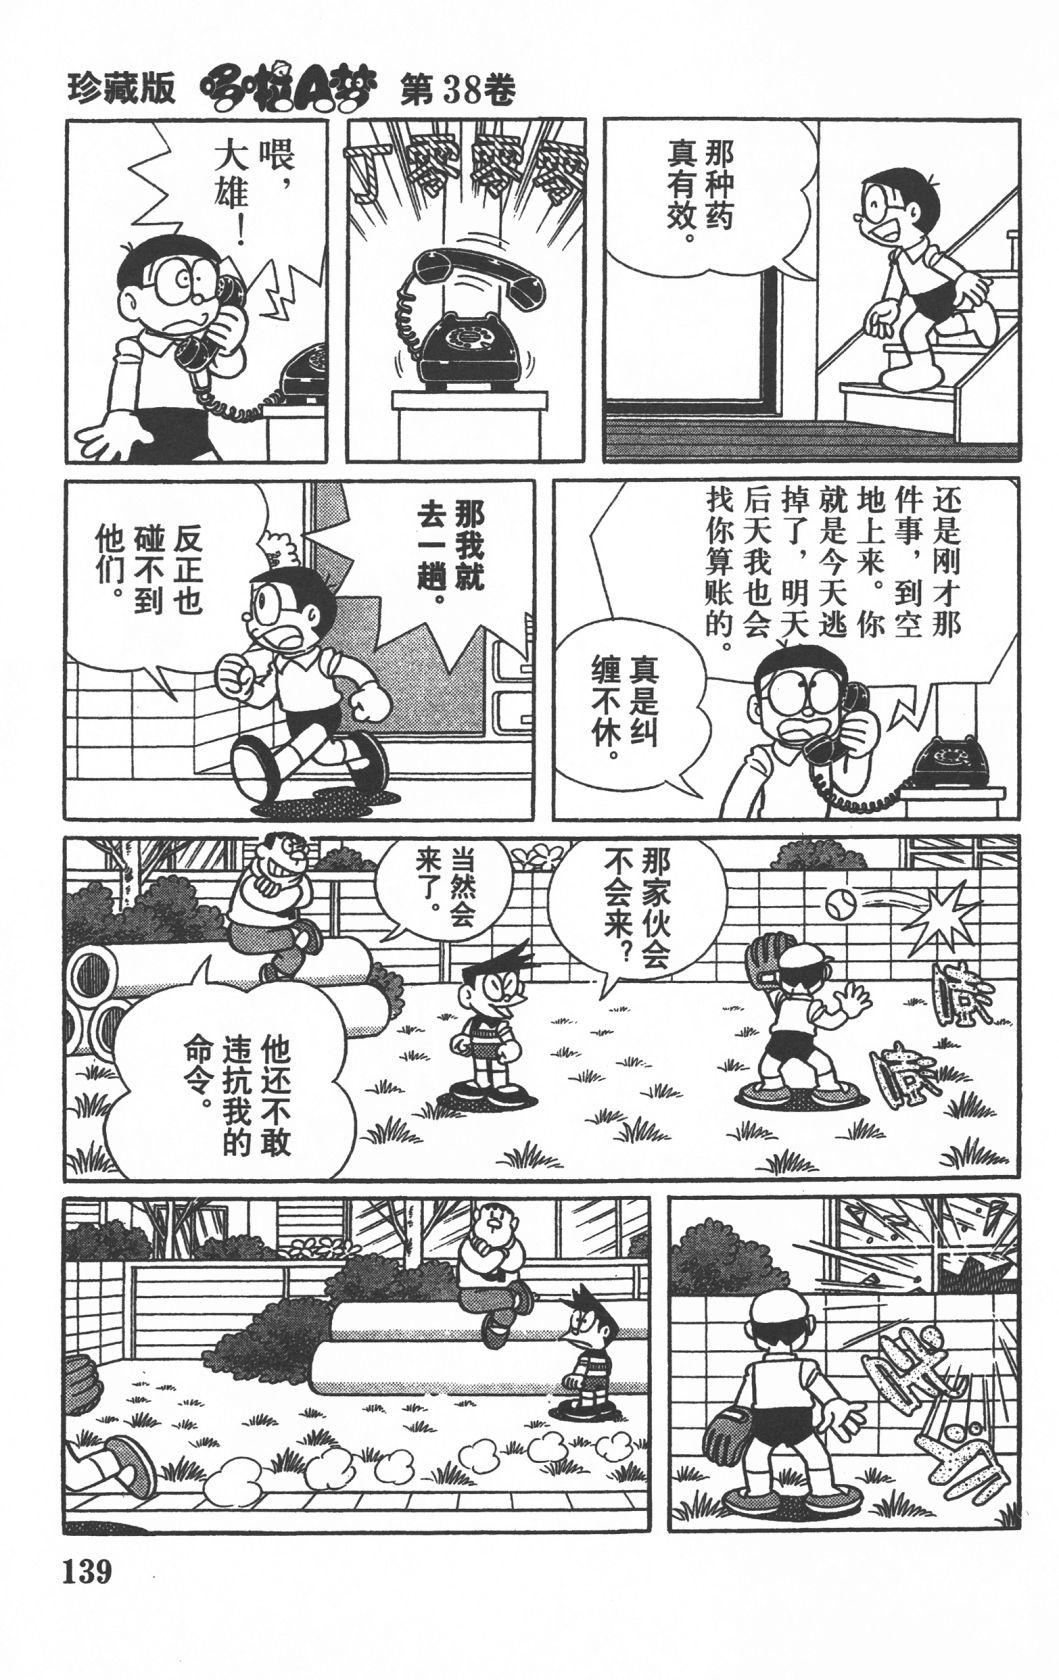 珍藏版 哆啦A梦 第38卷
那种药
真有效。
喂，
大雄！
还是刚才那
件事，到空
地上来。你
就是今天逃
掉了，明天
后天我也会
找你算账的。
真是纠
缠不休。
那我就
去一趟。
反正也
碰不到
他们。
那家伙会
不会来？
当然会
来了。
他还不敢
违抗我的
命令。
139